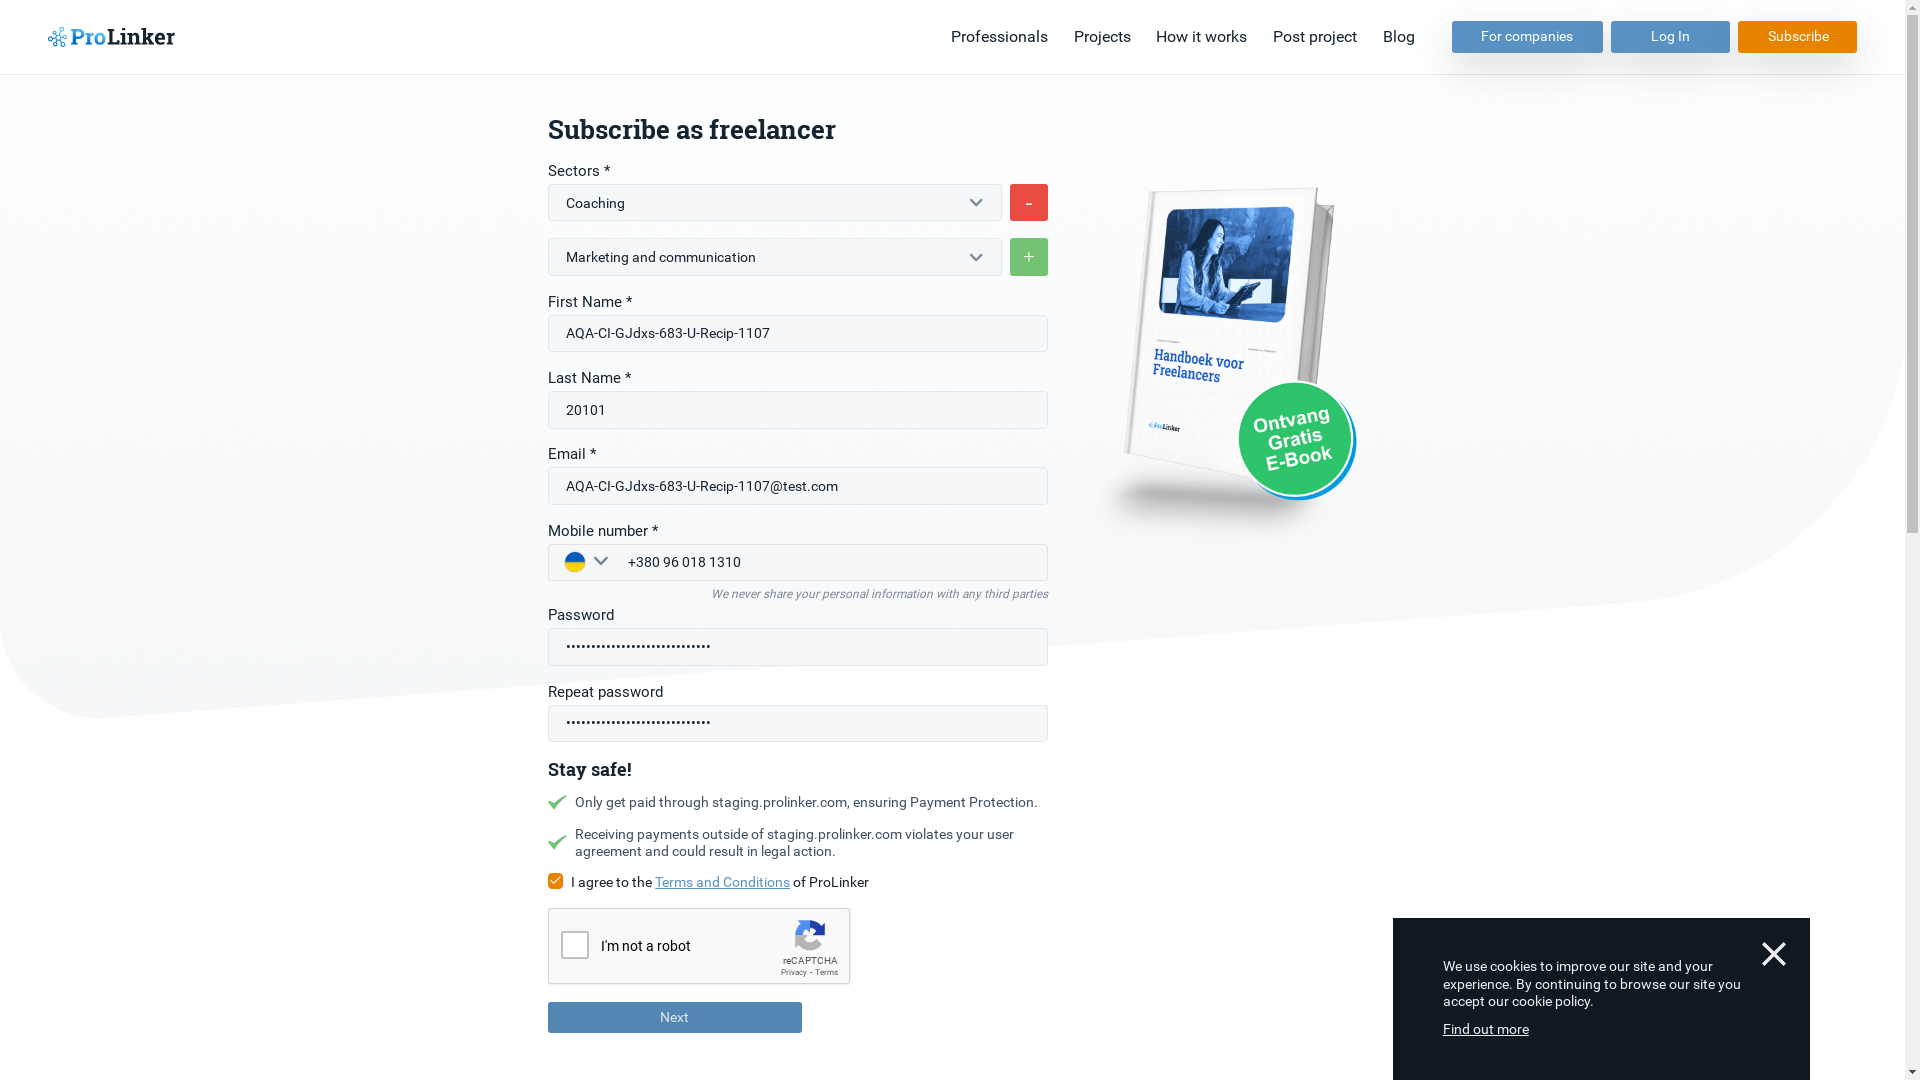 ProLinker
Professionals
Projects
How it works
Post project
Blog
For companies
Log In
Subscribe
Subscribe as freelancer
Sectors *
Coaching
-
Marketing and communication
+
First Name *
AQA-CI-GJdxs-683-U-Recip-1107
Last Name *
20101
Email *
AQA-CI-GJdxs-683-U-Recip-1107@test.com
Mobile number *
+380 96 018 1310
We never share your personal information with any third parties
Password
••••••••••••••••••••••••••••••
Repeat password
••••••••••••••••••••••••••••••
Stay safe!
Only get paid through staging.prolinker.com, ensuring Payment Protection.
Receiving payments outside of staging.prolinker.com violates your user
agreement and could result in legal action.
I agree to the Terms and Conditions of ProLinker
I'm not a robot
reCAPTCHA
Privacy - Terms
Next
Handboek voor
Freelancers
ProLinker
Ontvang
Gratis
E-Book
We use cookies to improve our site and your
experience. By continuing to browse our site you
accept our cookie policy.
Find out more